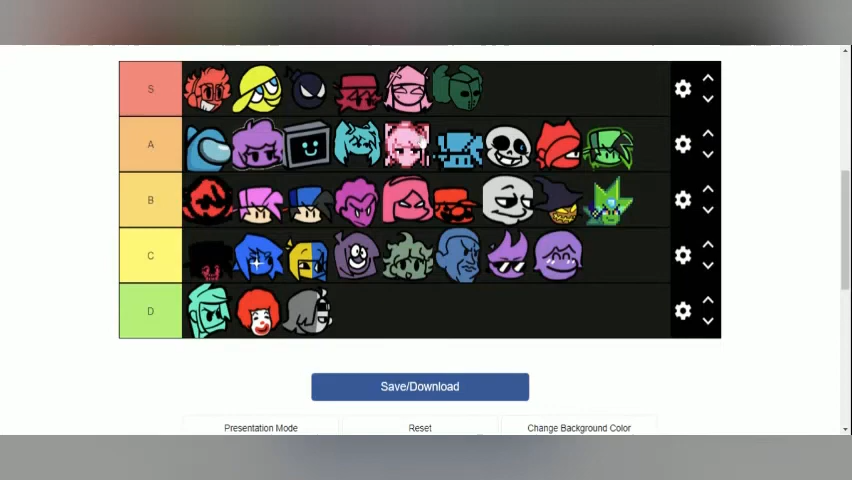 S
A
B
C
D
Save/Download
Presentation Mode
Reset
Change Background Color